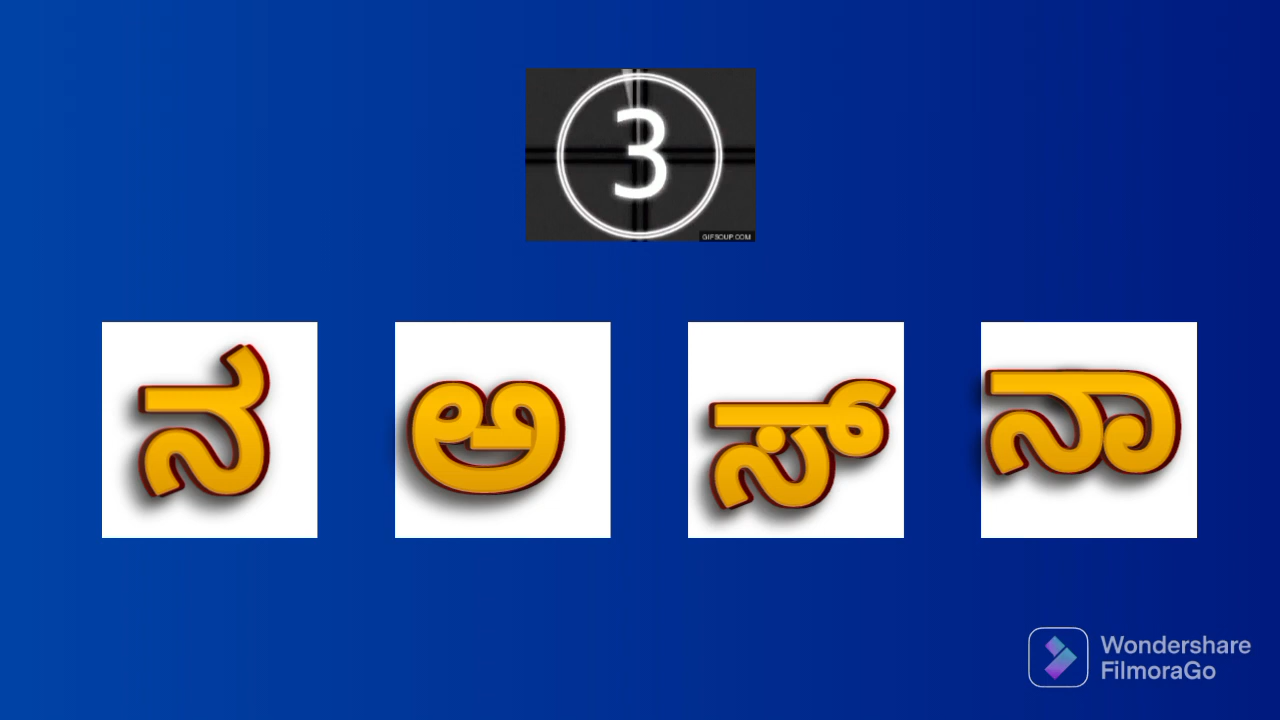 3
GIFSOUP.COM
ನ ಅ ಸ್ ನಾ
Wondershare
FilmoraGo